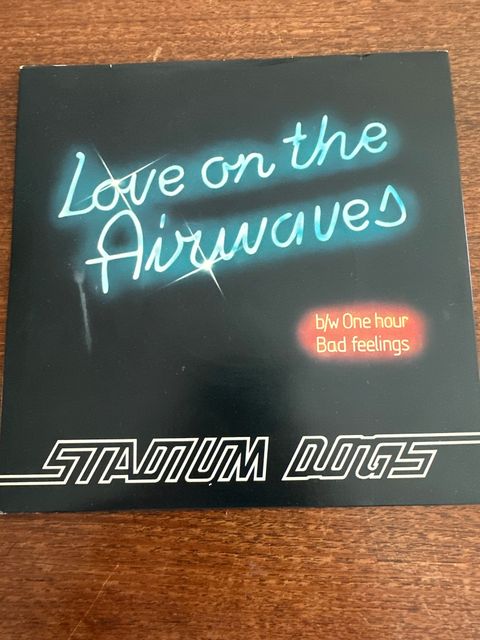 Love on the
Airwaves
b/w One hour
Bad feelings
STADIUM DOGS